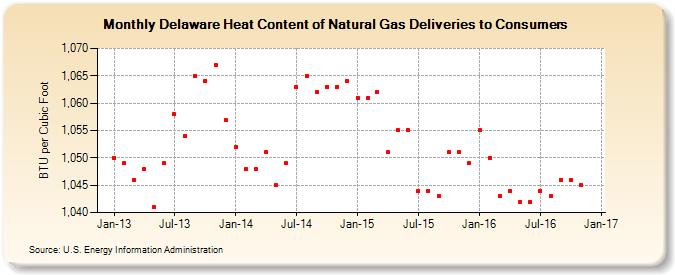 Monthly Delaware Heat Content of Natural Gas Deliveries to Consumers
BTU per Cubic Foot
1,070
1,065
1,060
1,055
1,050
1,045
1,040
Jan-13 Jul-13 Jan-14 Jul-14 Jan-15 Jul-15 Jan-16 Jul-16 Jan-17
Source: U.S. Energy Information Administration